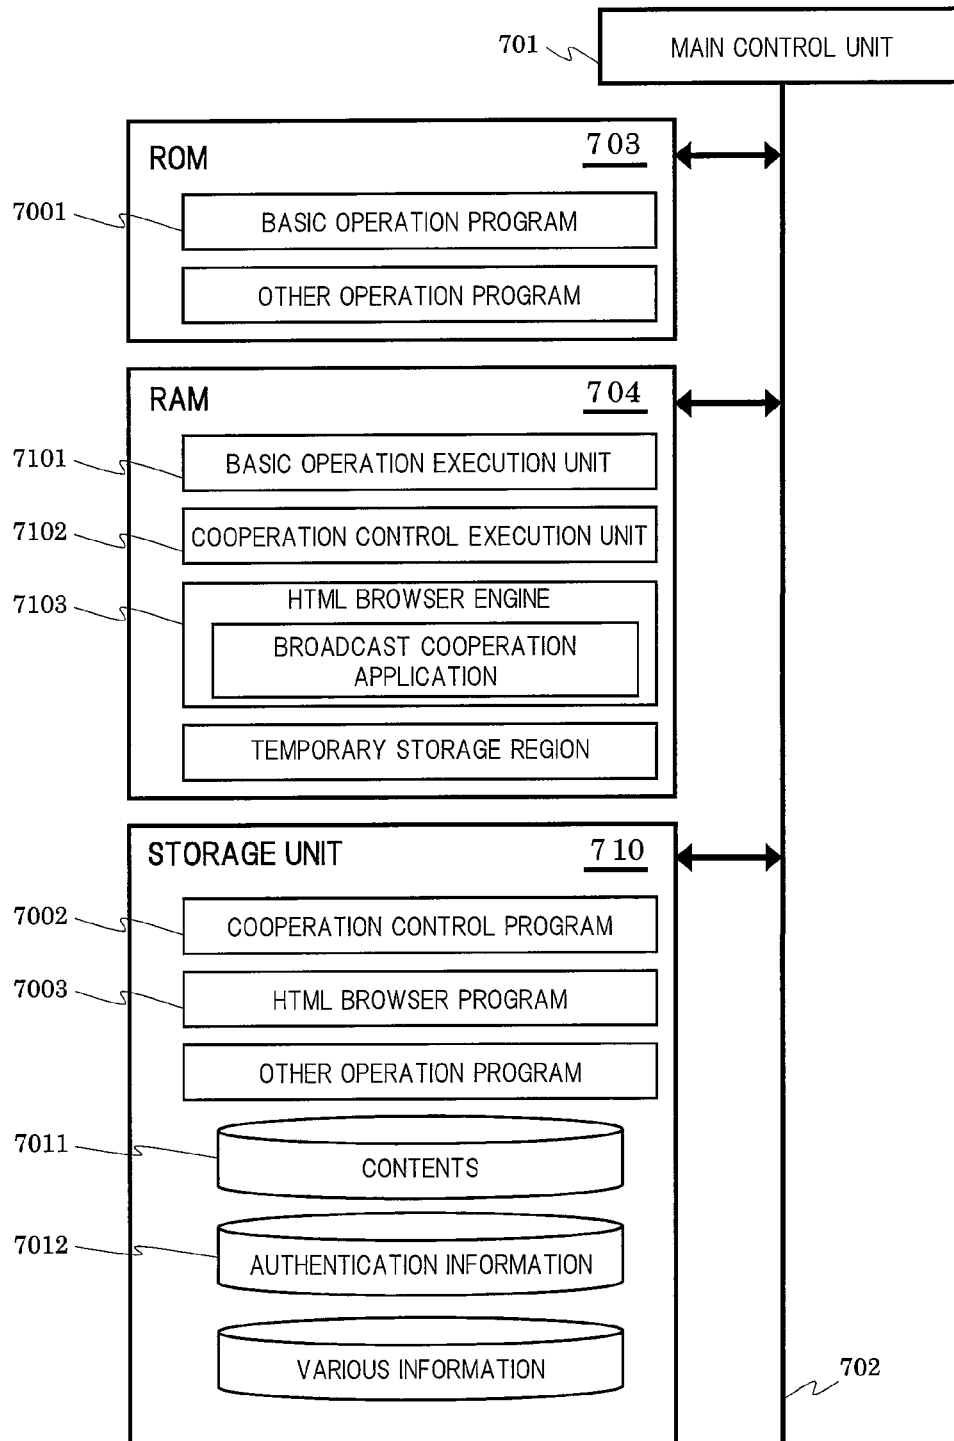 701
MAIN CONTROL UNIT
ROM
703
7001
BASIC OPERATION PROGRAM
OTHER OPERATION PROGRAM
RAM
704
7101
BASIC OPERATION EXECUTION UNIT
7102
COOPERATION CONTROL EXECUTION UNIT
7103
HTML BROWSER ENGINE
BROADCAST COOPERATION
APPLICATION
TEMPORARY STORAGE REGION
STORAGE UNIT
710
7002
COOPERATION CONTROL PROGRAM
7003
HTML BROWSER PROGRAM
OTHER OPERATION PROGRAM
7011
CONTENTS
7012
AUTHENTICATION INFORMATION
VARIOUS INFORMATION
702